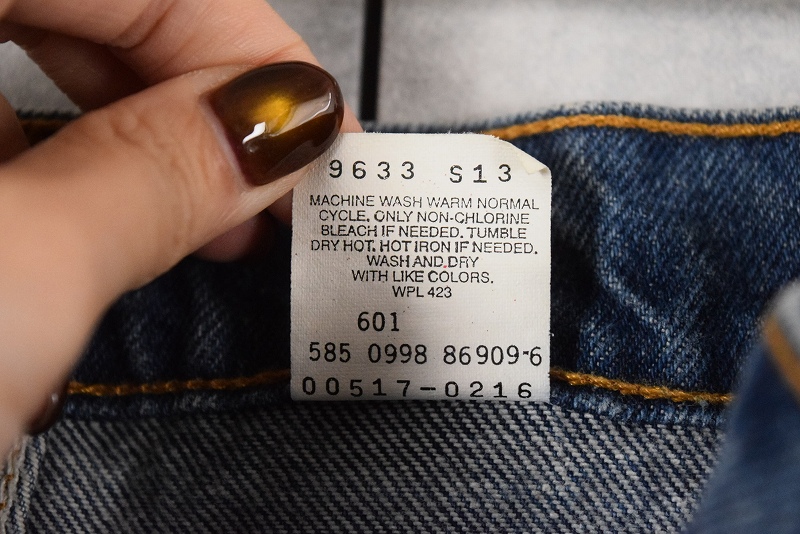 9633 S13
MACHINE WASH WARM NORMAL
CYCLE. ONLY NON-CHLORINE
BLEACH IF NEEDED. TUMBLE
DRY HOT. HOT IRON IF NEEDED.
WASH AND DRY
WITH LIKE COLORS.
WPL 423
601
585 0998 86909-6
00517-0216